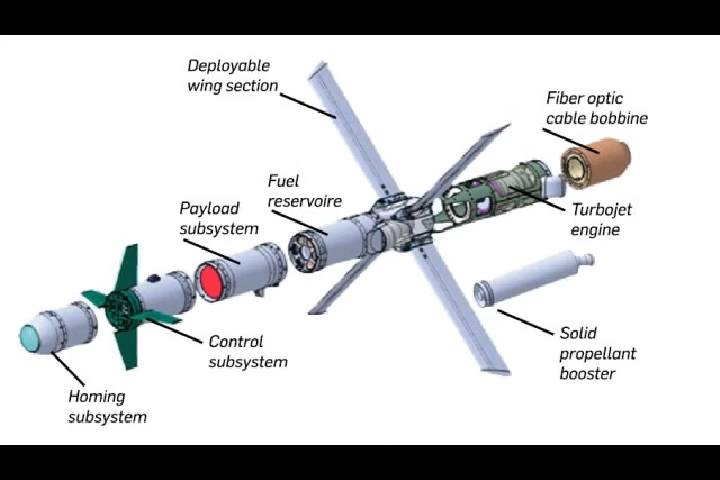 Deployable
wing section
Fiber optic
cable bobbine
Fuel
reservoire
Payload
subsystem
Turbojet
engine
Control
subsystem
Solid
propellant
booster
Homing
subsystem